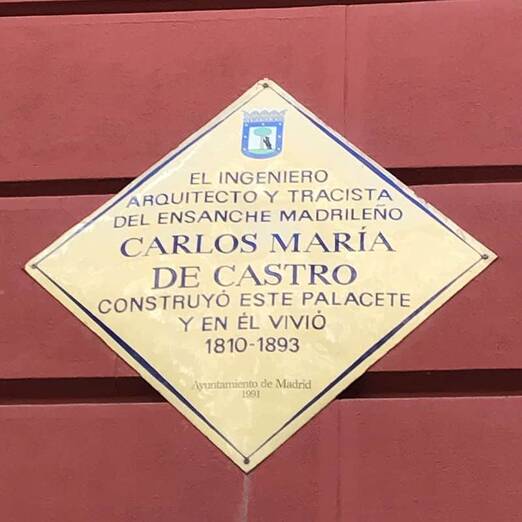 EL INGENIERO
ARQUITECTO Y TRACISTA
DEL ENSANCHE MADRILEÑO
CARLOS MARÍA
DE CASTRO
CONSTRUYÓ ESTE PALACETE
Y EN ÉL VIVIÓ
1810-1893
Ayuntamiento de Madrid
1991